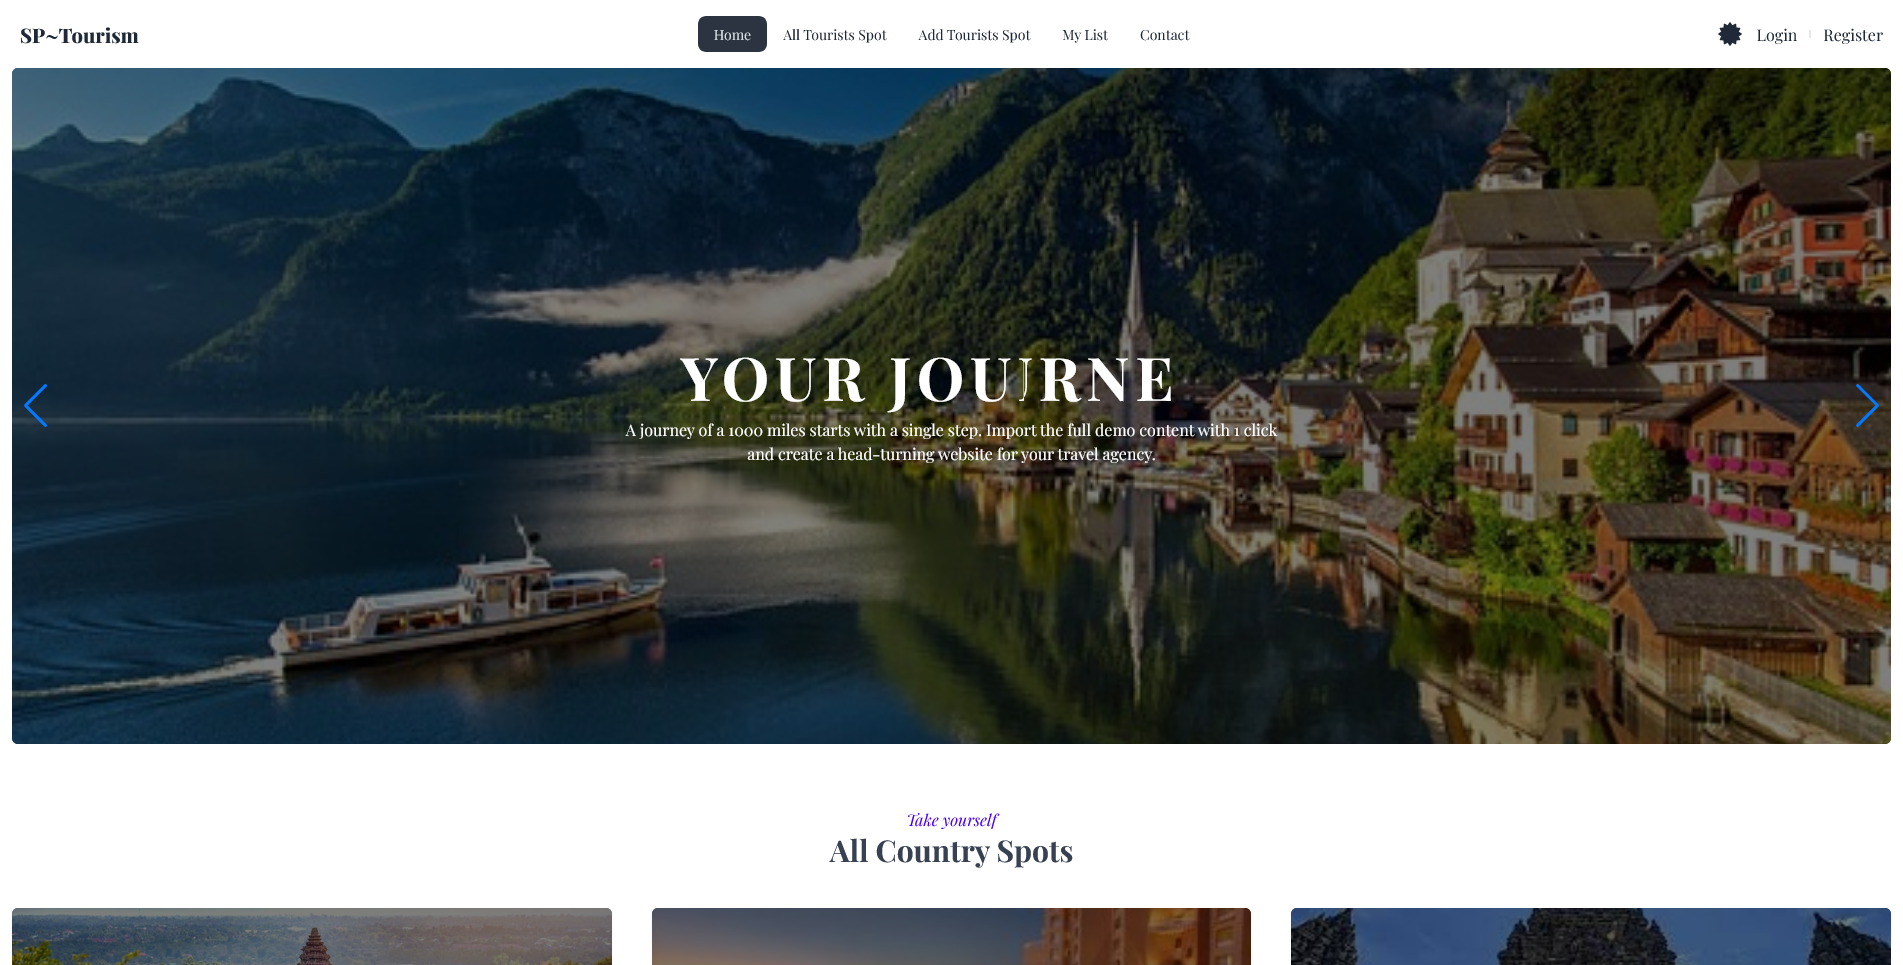 SP~Tourism
Home
All Tourists Spot
Add Tourists Spot
My List
Contact
Login
Register
YOUR JOUJRNE
A journey of a 1000 miles starts with a single step. Import the full demo content with 1 click
and create a head-turning website for your travel agency.
Take yourself
All Country Spots